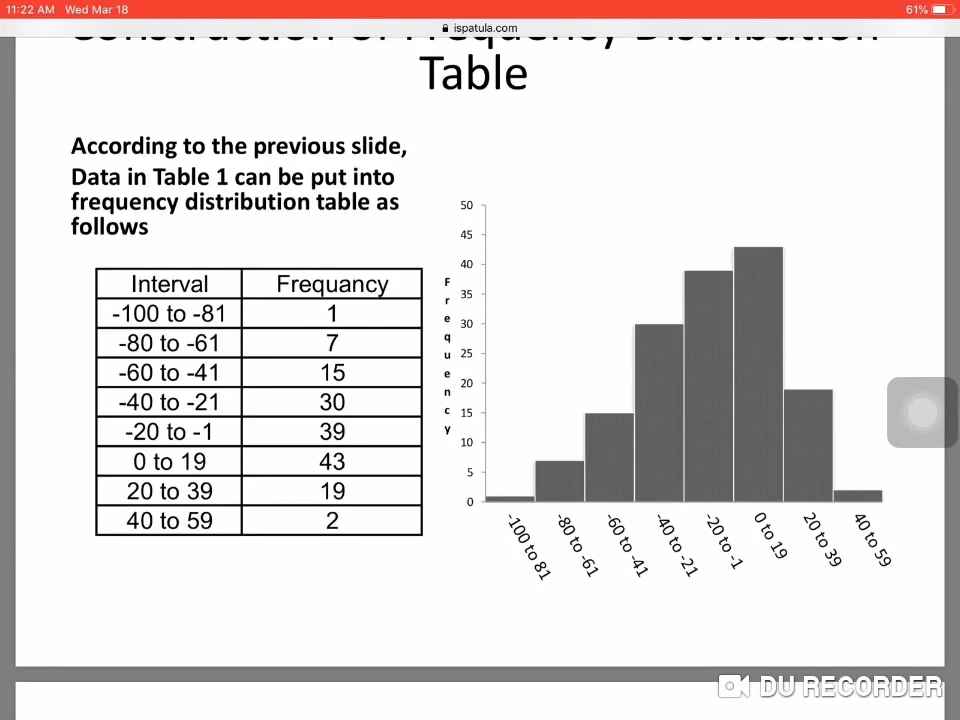 11:22 AM Wed Mar 18
61%
ispatula.com
Construction of Frequency Distribution
Table
According to the previous slide,
Data in Table 1 can be put into
frequency distribution table as
follows
Interval Frequancy
-100 to -81 1
-80 to -61 7
-60 to -41 15
-40 to -21 30
-20 to -1 39
0 to 19 43
20 to 39 19
40 to 59 2
Frequency
50
45
40
35
30
25
20
15
10
5
0
-100 to 81
-80 to -61
-60 to -41
-40 to -21
-20 to -1
0 to 19
20 to 39
40 to 59
DU RECORDER